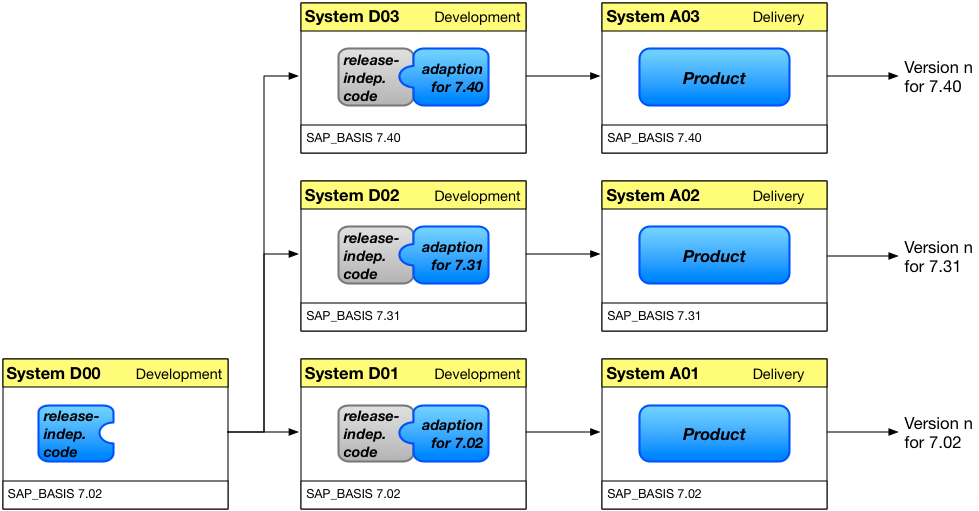 System D03 Development
release-
indep.
code
adaption
for 7.40
SAP_BASIS 7.40
System A03 Delivery
Product
SAP_BASIS 7.40
Version n
for 7.40
System D02 Development
release-
indep.
code
adaption
for 7.31
SAP_BASIS 7.31
System A02 Delivery
Product
SAP_BASIS 7.31
Version n
for 7.31
System D00 Development
release-
indep.
code
SAP_BASIS 7.02
System D01 Development
release-
indep.
code
adaption
for 7.02
SAP_BASIS 7.02
System A01 Delivery
Product
SAP_BASIS 7.02
Version n
for 7.02